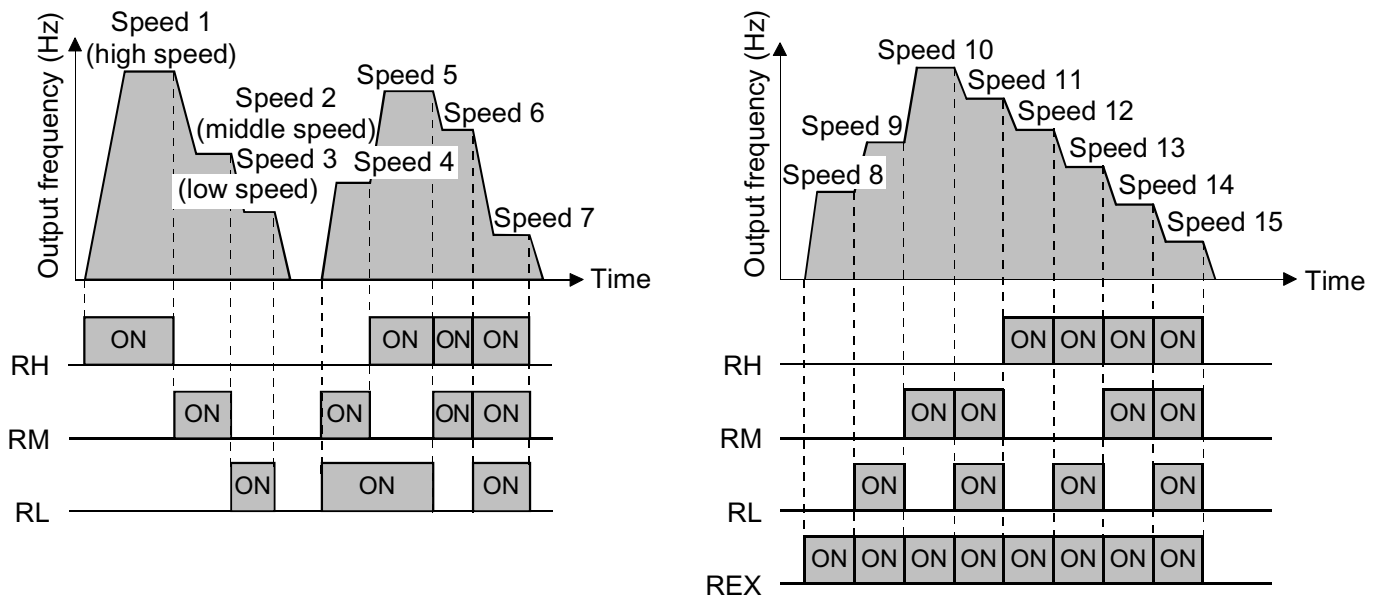 Output frequency (Hz)
Speed 1
(high speed)
Speed 2
(middle speed)
Speed 3
(low speed)
Speed 4
Speed 5
Speed 6
Speed 7
Time
RH
ON
ON
ON
ON
RM
ON
ON
ON
ON
RL
ON
ON
ON
Output frequency (Hz)
Speed 8
Speed 9
Speed 10
Speed 11
Speed 12
Speed 13
Speed 14
Speed 15
Time
RH
ON
ON
ON
ON
RM
ON
ON
ON
ON
RL
ON
ON
ON
ON
REX
ON
ON
ON
ON
ON
ON
ON
ON